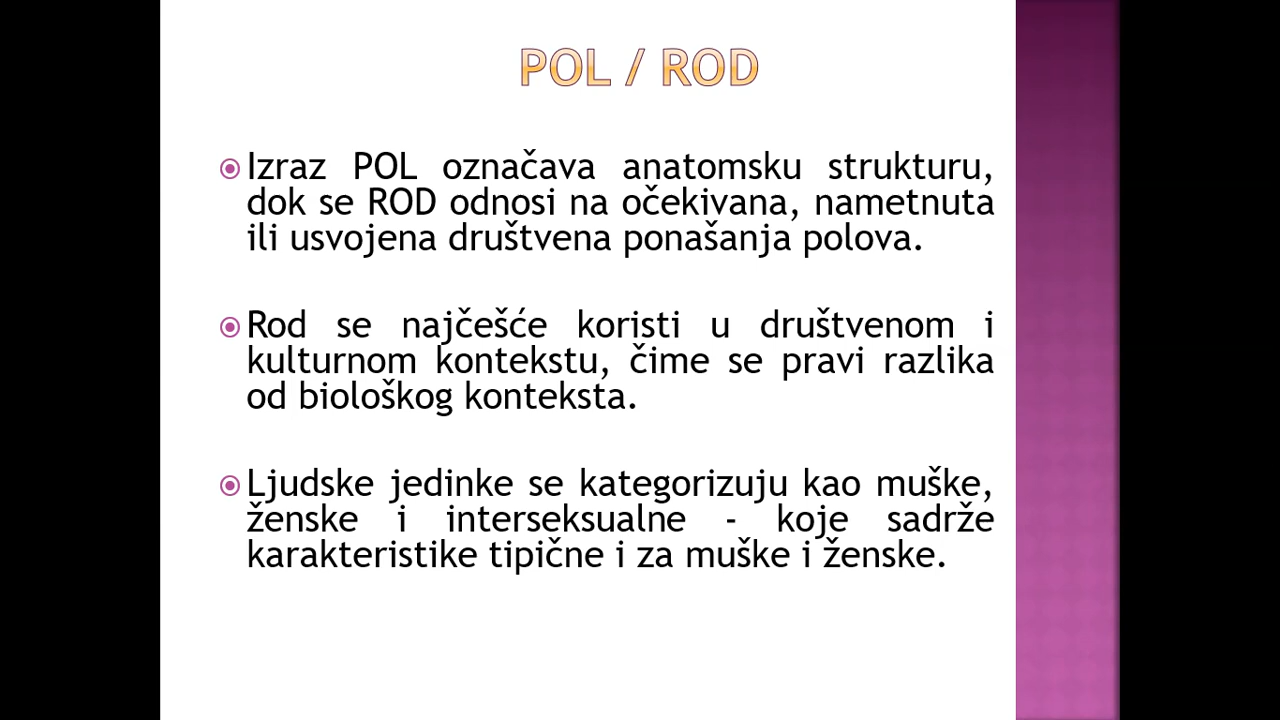 POL / ROD
Izraz POL označava anatomsku strukturu,
dok se ROD odnosi na očekivana, nametnuta
ili usvojena društvena ponašanja polova.
Rod se najčešće koristi u društvenom i
kulturnom kontekstu, čime se pravi razlika
od biološkog konteksta.
Ljudske jedinke se kategorizuju kao muške,
ženske i interseksualne - koje sadrže
karakteristike tipične i za muške i ženske.